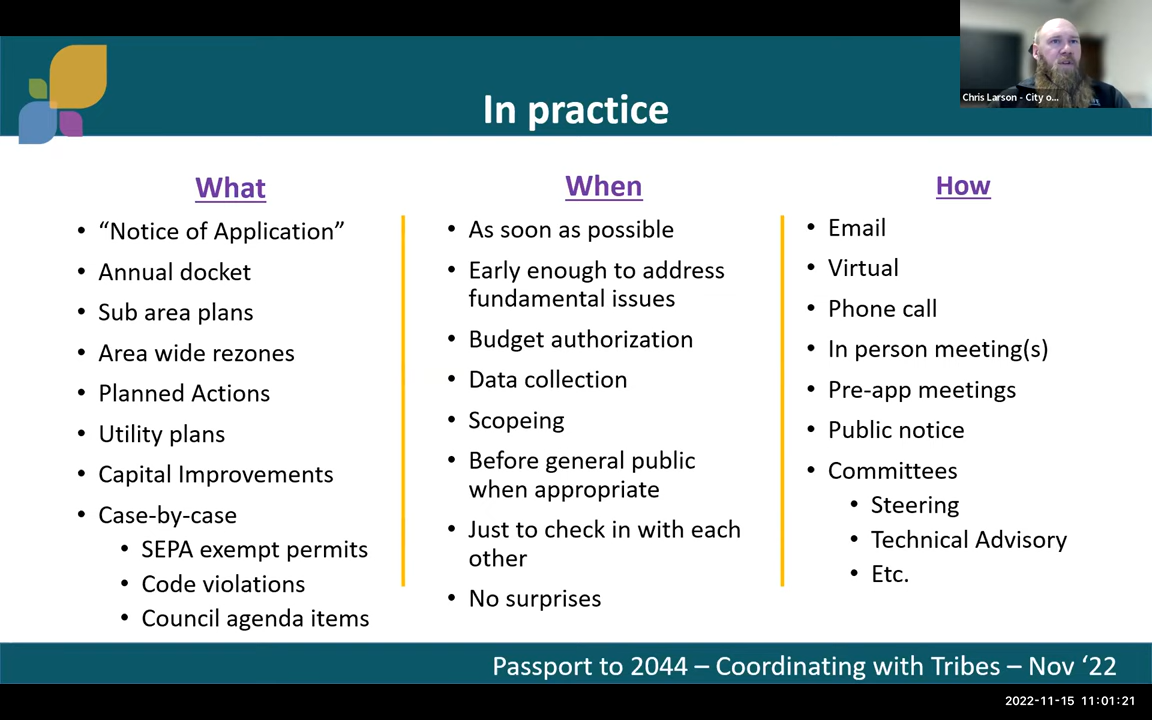 Chris Larson - City o...
In practice
What
• “Notice of Application”
• Annual docket
• Sub area plans
• Area wide rezones
• Planned Actions
• Utility plans
• Capital Improvements
• Case-by-case
• SEPA exempt permits
• Code violations
• Council agenda items
When
• As soon as possible
• Early enough to address
fundamental issues
• Budget authorization
• Data collection
• Scopeing
• Before general public
when appropriate
• Just to check in with each
other
• No surprises
How
• Email
• Virtual
• Phone call
• In person meeting(s)
• Pre-app meetings
• Public notice
• Committees
• Steering
• Technical Advisory
• Etc.
Passport to 2044 – Coordinating with Tribes – Nov ‘22
2022-11-15 11:01:21